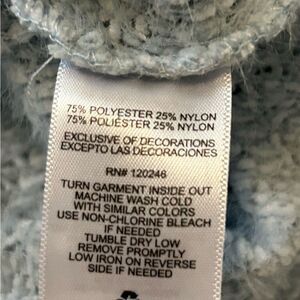 75% POLYESTER 25% NYLON
75% POLIÉSTER 25% NYLON
EXCLUSIVE OF DECORATIONS
EXCEPTO LAS DECORACIONES
RN# 120246
TURN GARMENT INSIDE OUT
MACHINE WASH COLD
WITH SIMILAR COLORS
USE NON-CHLORINE BLEACH
IF NEEDED
TUMBLE DRY LOW
REMOVE PROMPTLY
LOW IRON ON REVERSE
SIDE IF NEEDED